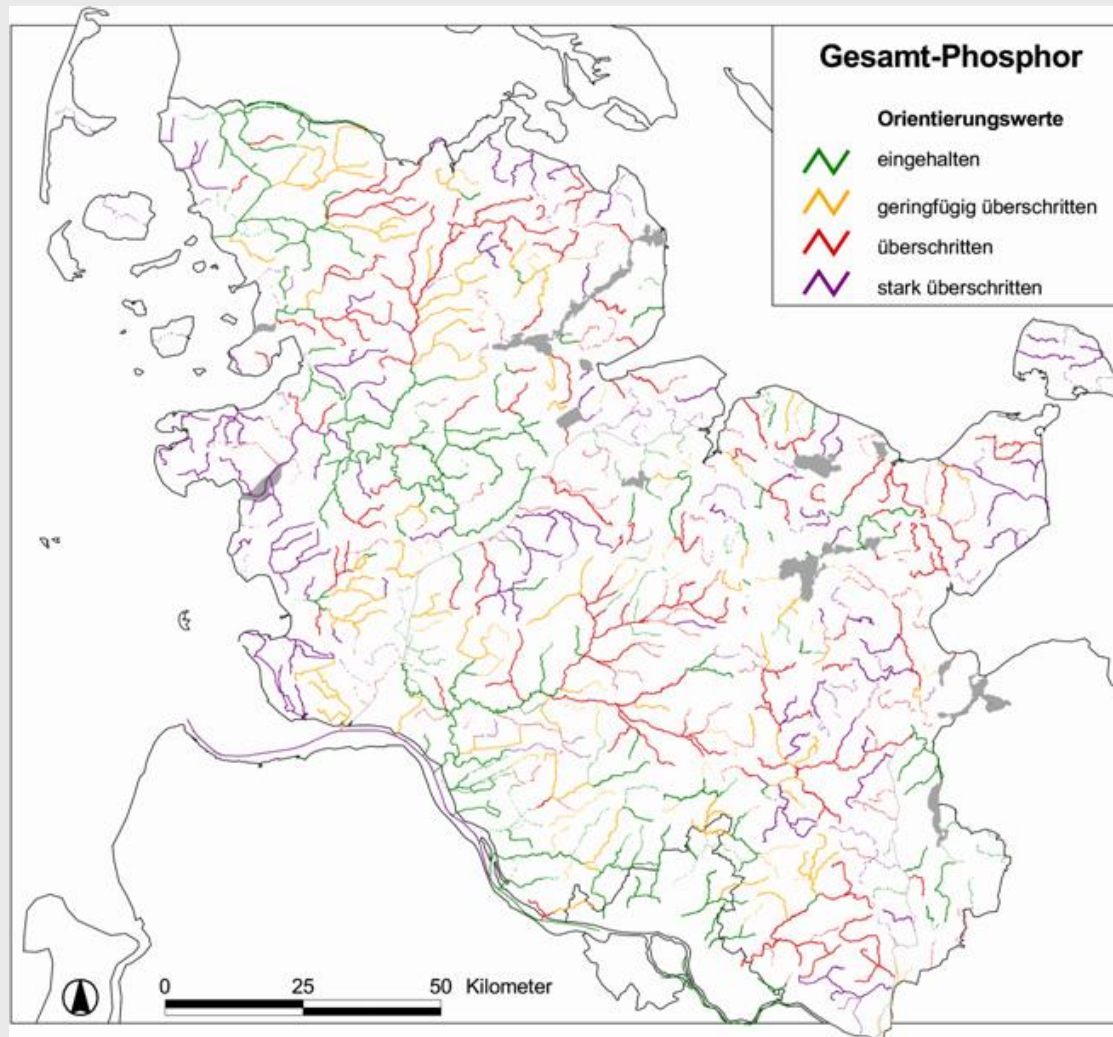 Gesamt-Phosphor
Orientierungswerte
eingehalten
geringfügig überschritten
überschritten
stark überschritten
0 25 50 Kilometer